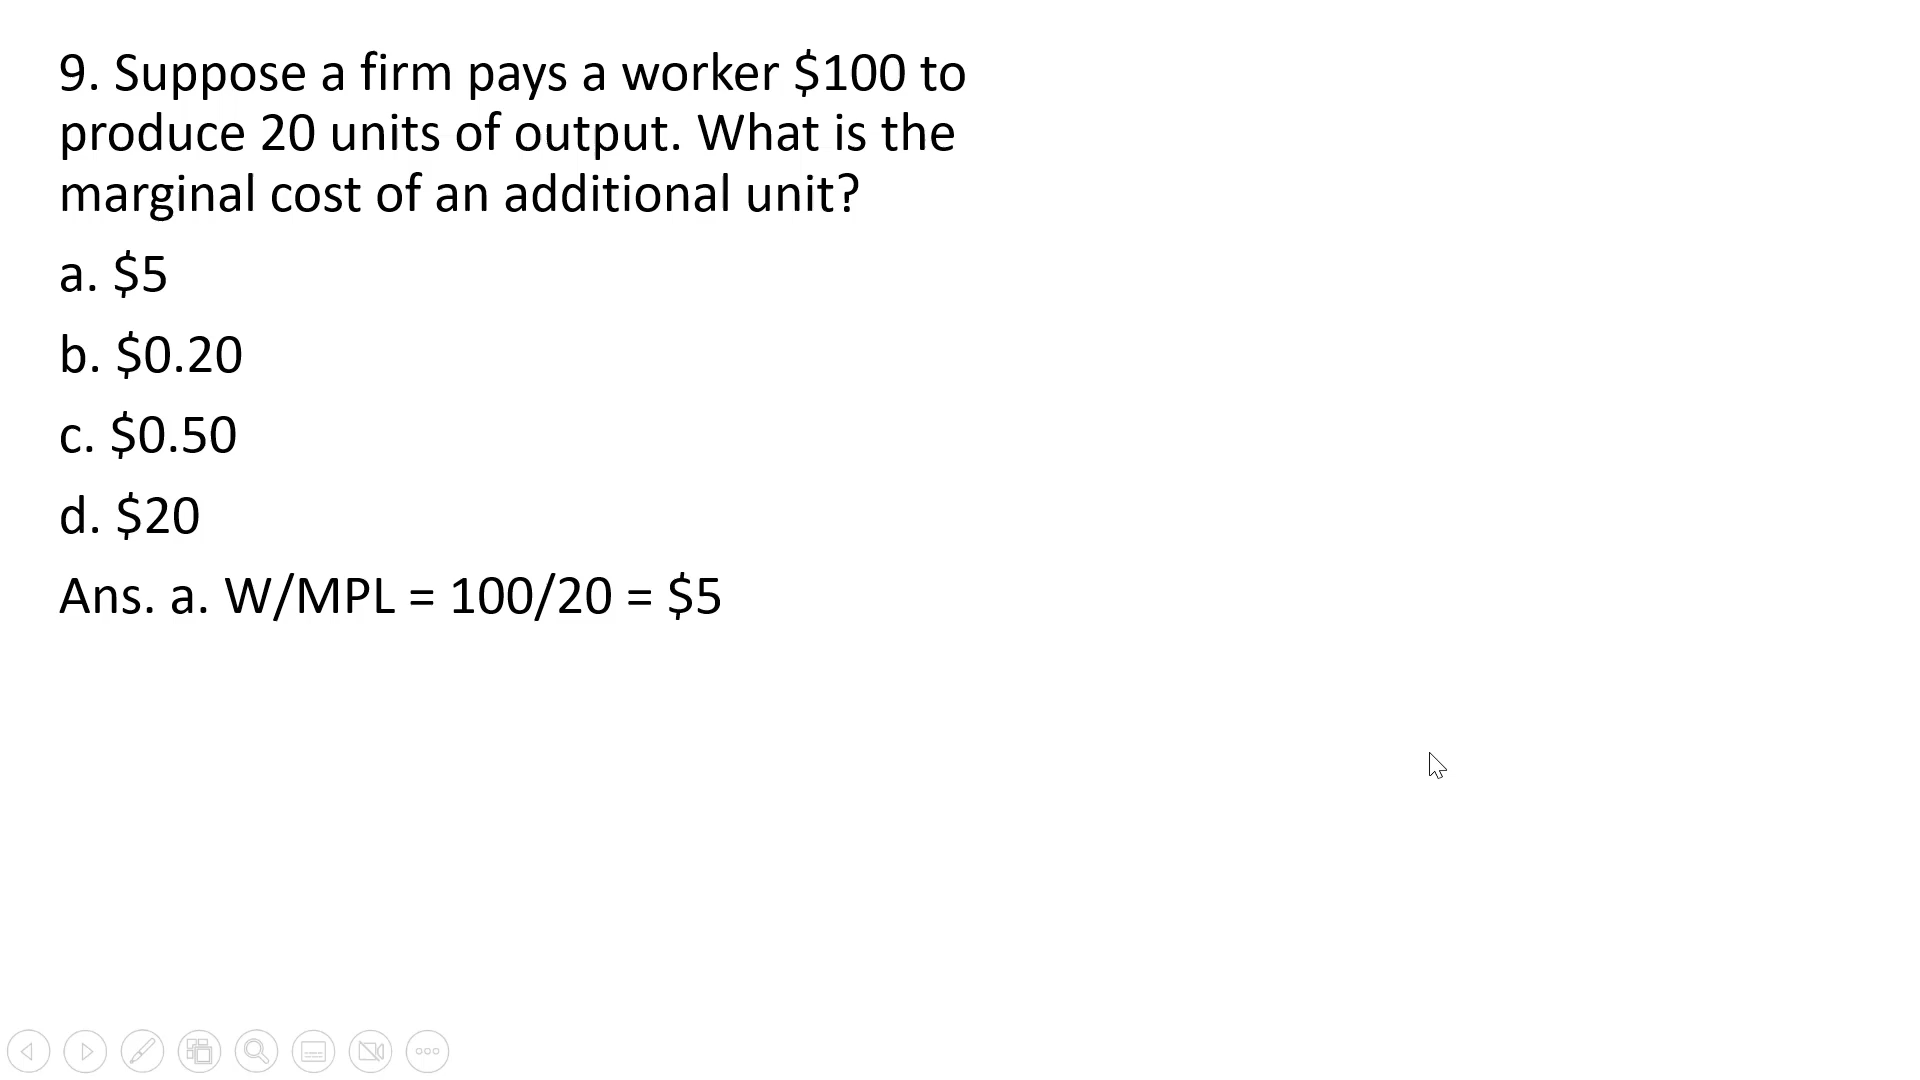 9. Suppose a firm pays a worker $100 to
produce 20 units of output. What is the
marginal cost of an additional unit?
a. $5
b. $0.20
c. $0.50
d. $20
Ans. a. W/MPL = 100/20 = $5